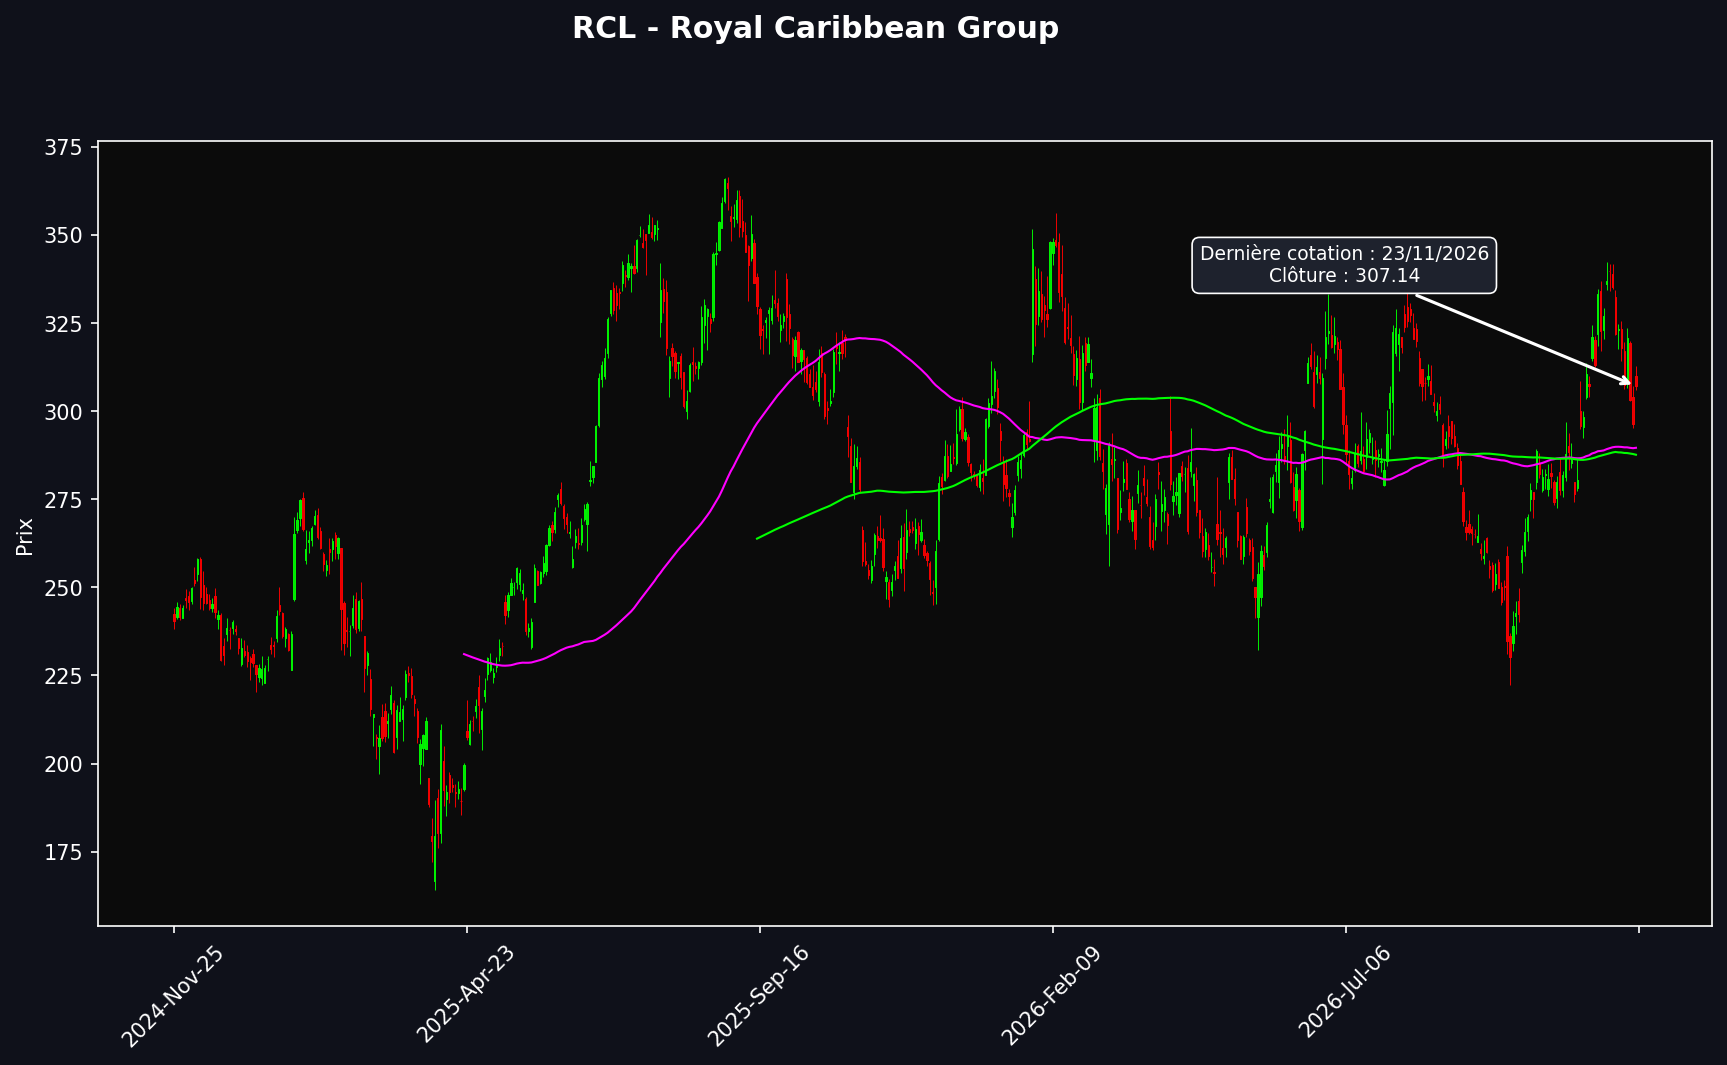 RCL - Royal Caribbean Group
375
350
325
300
275
250
225
200
175
Prix
Dernière cotation : 23/11/2026
Clôture : 307.14
2024-Nov-25
2025-Apr-23
2025-Sep-16
2026-Feb-09
2026-Jul-06